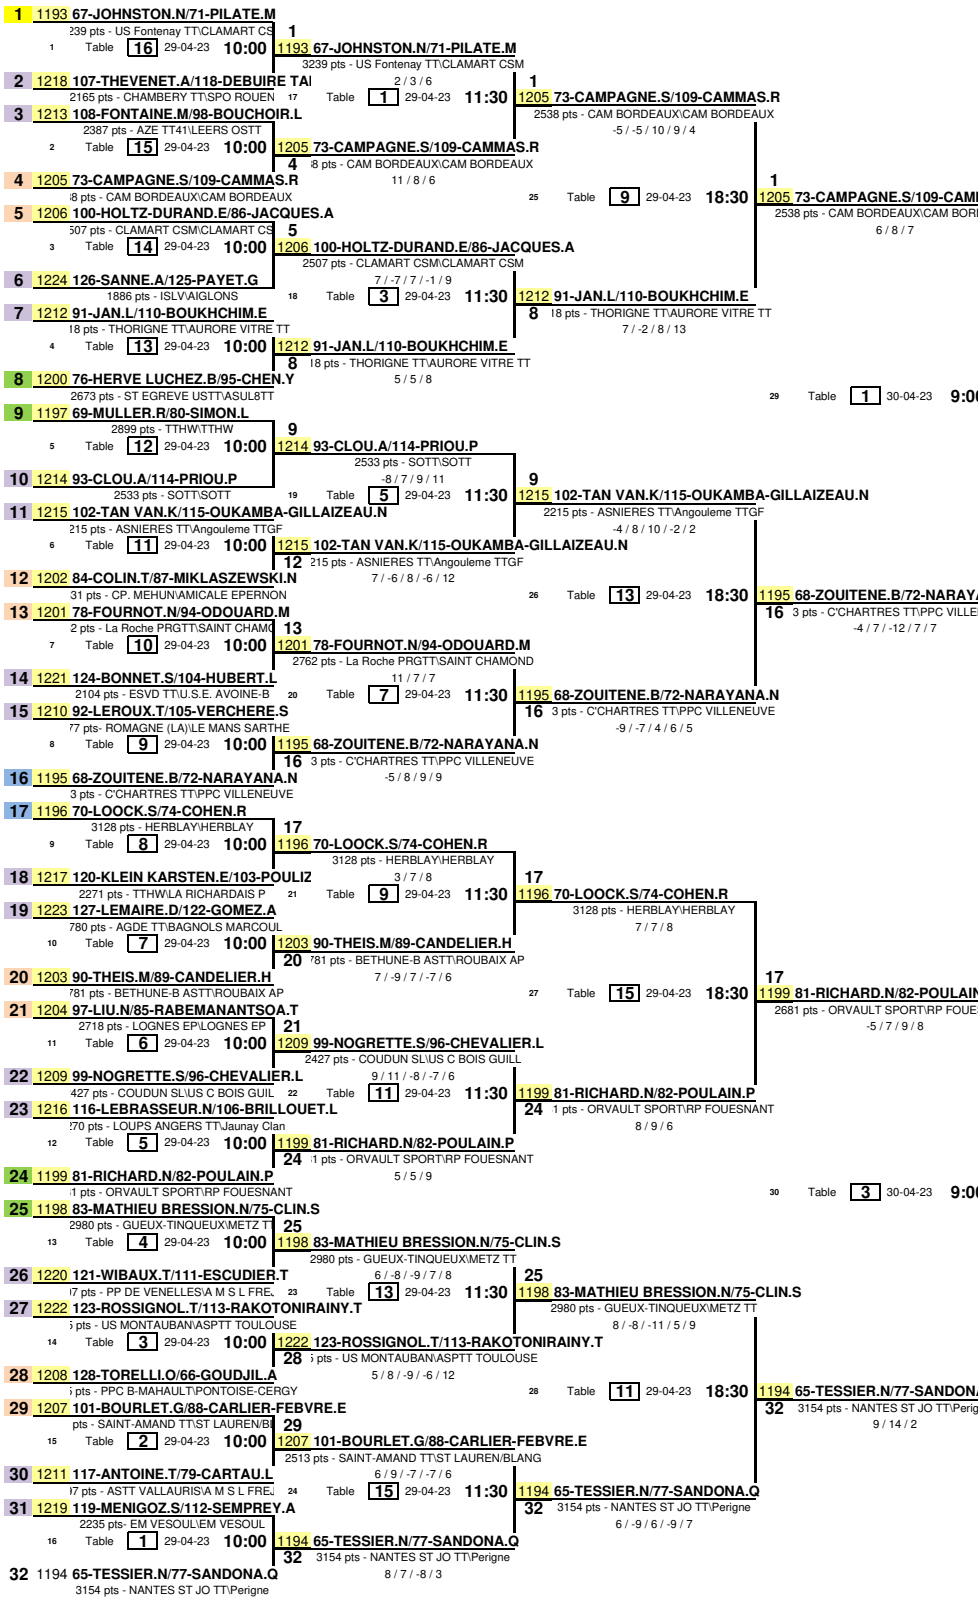 1 1193 67-JOHNSTON.N/71-PILATE.M
239 pts - US Fontenay TT\CLAMART CS 1
1 Table 16 29-04-23 10:00 1193 67-JOHNSTON.N/71-PILATE.M
3239 pts - US Fontenay TT\CLAMART CSM
2 1218 107-THEVENET.A/118-DEBUIRE TAI 2 / 3 / 6 1
2165 pts - CHAMBERY TT\SPO ROUEN 17 Table 1 29-04-23 11:30 1205 73-CAMPAGNE.S/109-CAMMAS.R
3 1213 108-FONTAINE.M/98-BOUCHOIR.L 2538 pts - CAM BORDEAUX\CAM BORDEAUX
2387 pts - AZE TT41\LEERS OSTT -5 / -5 / 10 / 9 / 4
2 Table 15 29-04-23 10:00 1205 73-CAMPAGNE.S/109-CAMMAS.R
4 8 pts - CAM BORDEAUX\CAM BORDEAUX
4 1205 73-CAMPAGNE.S/109-CAMMAS.R 11 / 8 / 6 1
8 pts - CAM BORDEAUX\CAM BORDEAUX 25 Table 9 29-04-23 18:30 1205 73-CAMPAGNE.S/109-CAM
5 1206 100-HOLTZ-DURAND.E/86-JACQUES.A 2538 pts - CAM BORDEAUX\CAM BOR
507 pts - CLAMART CSM\CLAMART CS 5 6 / 8 / 7
3 Table 14 29-04-23 10:00 1206 100-HOLTZ-DURAND.E/86-JACQUES.A
2507 pts - CLAMART CSM\CLAMART CSM
6 1224 126-SANNE.A/125-PAYET.G 7 / -7 / 7 / -1 / 9
1886 pts - ISLV\AIGLONS 18 Table 3 29-04-23 11:30 1212 91-JAN.L/110-BOUKHCHIM.E
7 1212 91-JAN.L/110-BOUKHCHIM.E 8 18 pts - THORIGNE TT\AURORE VITRE TT
18 pts - THORIGNE TT\AURORE VITRE TT 7 / -2 / 8 / 13
4 Table 13 29-04-23 10:00 1212 91-JAN.L/110-BOUKHCHIM.E
8 18 pts - THORIGNE TT\AURORE VITRE TT
8 1200 76-HERVE LUCHEZ.B/95-CHEN.Y 5 / 5 / 8
2673 pts - ST EGREVE USTT\ASUL8TT 29 Table 1 30-04-23 9:00
9 1197 69-MULLER.R/80-SIMON.L
2899 pts - TTHW\TTHW 9
5 Table 12 29-04-23 10:00 1214 93-CLOU.A/114-PRIOU.P
2533 pts - SOTT\SOTT
10 1214 93-CLOU.A/114-PRIOU.P -8 / 7 / 9 / 11 9
2533 pts - SOTT\SOTT 19 Table 5 29-04-23 11:30 1215 102-TAN VAN.K/115-OUKAMBA-GILLAIZEAU.N
11 1215 102-TAN VAN.K/115-OUKAMBA-GILLAIZEAU.N 2215 pts - ASNIERES TT\Angouleme TTGF
215 pts - ASNIERES TT\Angouleme TTGF -4 / 8 / 10 / -2 / 2
6 Table 11 29-04-23 10:00 1215 102-TAN VAN.K/115-OUKAMBA-GILLAIZEAU.N
12 215 pts - ASNIERES TT\Angouleme TTGF
12 1202 84-COLIN.T/87-MIKLASZEWSKI.N 7 / -6 / 8 / -6 / 12
31 pts - CP. MEHUN\AMICALE EPERNON 26 Table 13 29-04-23 18:30 1195 68-ZOUITENE.B/72-NARAYA
13 1201 78-FOURNOT.N/94-ODOUARD.M 16 3 pts - C'CHARTRES TT\PPC VILLE
2 pts - La Roche PRGTT\SAINT CHAMO 13 -4 / 7 / -12 / 7 / 7
7 Table 10 29-04-23 10:00 1201 78-FOURNOT.N/94-ODOUARD.M
2762 pts - La Roche PRGTT\SAINT CHAMOND
14 1221 124-BONNET.S/104-HUBERT.L 11 / 7 / 7
2104 pts - ESVD TT\U.S.E. AVOINE-B 20 Table 7 29-04-23 11:30 1195 68-ZOUITENE.B/72-NARAYANA.N
15 1210 92-LEROUX.T/105-VERCHERE.S 16 3 pts - C'CHARTRES TT\PPC VILLENEUVE
77 pts- ROMAGNE (LA)\LE MANS SARTHE -9 / -7 / 4 / 6 / 5
8 Table 9 29-04-23 10:00 1195 68-ZOUITENE.B/72-NARAYANA.N
16 3 pts - C'CHARTRES TT\PPC VILLENEUVE
16 1195 68-ZOUITENE.B/72-NARAYANA.N -5 / 8 / 9 / 9
3 pts - C'CHARTRES TT\PPC VILLENEUVE
17 1196 70-LOOCK.S/74-COHEN.R
3128 pts - HERBLAY\HERBLAY 17
9 Table 8 29-04-23 10:00 1196 70-LOOCK.S/74-COHEN.R
3128 pts - HERBLAY\HERBLAY
18 1217 120-KLEIN KARSTEN.E/103-POULIZ 3 / 7 / 8 17
2271 pts - TTHW\LA RICHARDAIS P 21 Table 9 29-04-23 11:30 1196 70-LOOCK.S/74-COHEN.R
19 1223 127-LEMAIRE.D/122-GOMEZ.A 3128 pts - HERBLAY\HERBLAY
780 pts - AGDE TT\BAGNOLS MARCOUL 7 / 7 / 8
10 Table 7 29-04-23 10:00 1203 90-THEIS.M/89-CANDELIER.H
20 781 pts - BETHUNE-B ASTT\ROUBAIX AP
20 1203 90-THEIS.M/89-CANDELIER.H 7 / -9 / 7 / -7 / 6 17
781 pts - BETHUNE-B ASTT\ROUBAIX AP 27 Table 15 29-04-23 18:30 1199 81-RICHARD.N/82-POULAIN
21 1204 97-LIU.N/85-RABEMANANTSOA.T 2681 pts - ORVAULT SPORT\RP FOUES
2718 pts - LOGNES EP\LOGNES EP 21 -5 / 7 / 9 / 8
11 Table 6 29-04-23 10:00 1209 99-NOGRETTE.S/96-CHEVALIER.L
2427 pts - COUDUN SL\US C BOIS GUILL
22 1209 99-NOGRETTE.S/96-CHEVALIER.L 9 / 11 / -8 / -7 / 6
427 pts - COUDUN SL\US C BOIS GUIL 22 Table 11 29-04-23 11:30 1199 81-RICHARD.N/82-POULAIN.P
23 1216 116-LEBRASSEUR.N/106-BRILLOUET.L 24 1 pts - ORVAULT SPORT\RP FOUESNANT
270 pts - LOUPS ANGERS TT\Jaunay Clan 8 / 9 / 6
12 Table 5 29-04-23 10:00 1199 81-RICHARD.N/82-POULAIN.P
24 1 pts - ORVAULT SPORT\RP FOUESNANT
24 1199 81-RICHARD.N/82-POULAIN.P 5 / 5 / 9
1 pts - ORVAULT SPORT\RP FOUESNANT 30 Table 3 30-04-23 9:00
25 1198 83-MATHIEU BRESSION.N/75-CLIN.S
2980 pts - GUEUX-TINQUEUX\METZ TT 25
13 Table 4 29-04-23 10:00 1198 83-MATHIEU BRESSION.N/75-CLIN.S
2980 pts - GUEUX-TINQUEUX\METZ TT
26 1220 121-WIBAUX.T/111-ESCUDIER.T 6 / -8 / -9 / 7 / 8 25
7 pts - PP DE VENELLES\A M S L FREJ 23 Table 13 29-04-23 11:30 1198 83-MATHIEU BRESSION.N/75-CLIN.S
27 1222 123-ROSSIGNOL.T/113-RAKOTONIRAINY.T 2980 pts - GUEUX-TINQUEUX\METZ TT
pts - US MONTAUBAN\ASPTT TOULOUSE 8 / -8 / -11 / 5 / 9
14 Table 3 29-04-23 10:00 1222 123-ROSSIGNOL.T/113-RAKOTONIRAINY.T
28 pts - US MONTAUBAN\ASPTT TOULOUSE
28 1208 128-TORELLI.O/66-GOUDJIL.A 5 / 8 / -9 / -6 / 12
pts - PPC B-MAHAULT\PONTOISE-CERGY 28 Table 11 29-04-23 18:30 1194 65-TESSIER.N/77-SANDONA
29 1207 101-BOURLET.G/88-CARLIER-FEBVRE.E 32 3154 pts - NANTES ST JO TT\Perig
pts - SAINT-AMAND TT\ST LAUREN/BL 29 9 / 14 / 2
15 Table 2 29-04-23 10:00 1207 101-BOURLET.G/88-CARLIER-FEBVRE.E
2513 pts - SAINT-AMAND TT\ST LAUREN/BLANG
30 1211 117-ANTOINE.T/79-CARTAU.L 6 / 9 / -7 / -7 / 6
7 pts - ASTT VALLAURIS\A M S L FREJ 24 Table 15 29-04-23 11:30 1194 65-TESSIER.N/77-SANDONA.Q
31 1219 119-MENIGOZ.S/112-SEMPREY.A 32 3154 pts - NANTES ST JO TT\Perigne
2235 pts- EM VESOUL\EM VESOUL 6 / -9 / 6 / -9 / 7
16 Table 1 29-04-23 10:00 1194 65-TESSIER.N/77-SANDONA.Q
32 3154 pts - NANTES ST JO TT\Perigne
32 1194 65-TESSIER.N/77-SANDONA.Q 8 / 7 / -8 / 3
3154 pts - NANTES ST JO TT\Perigne